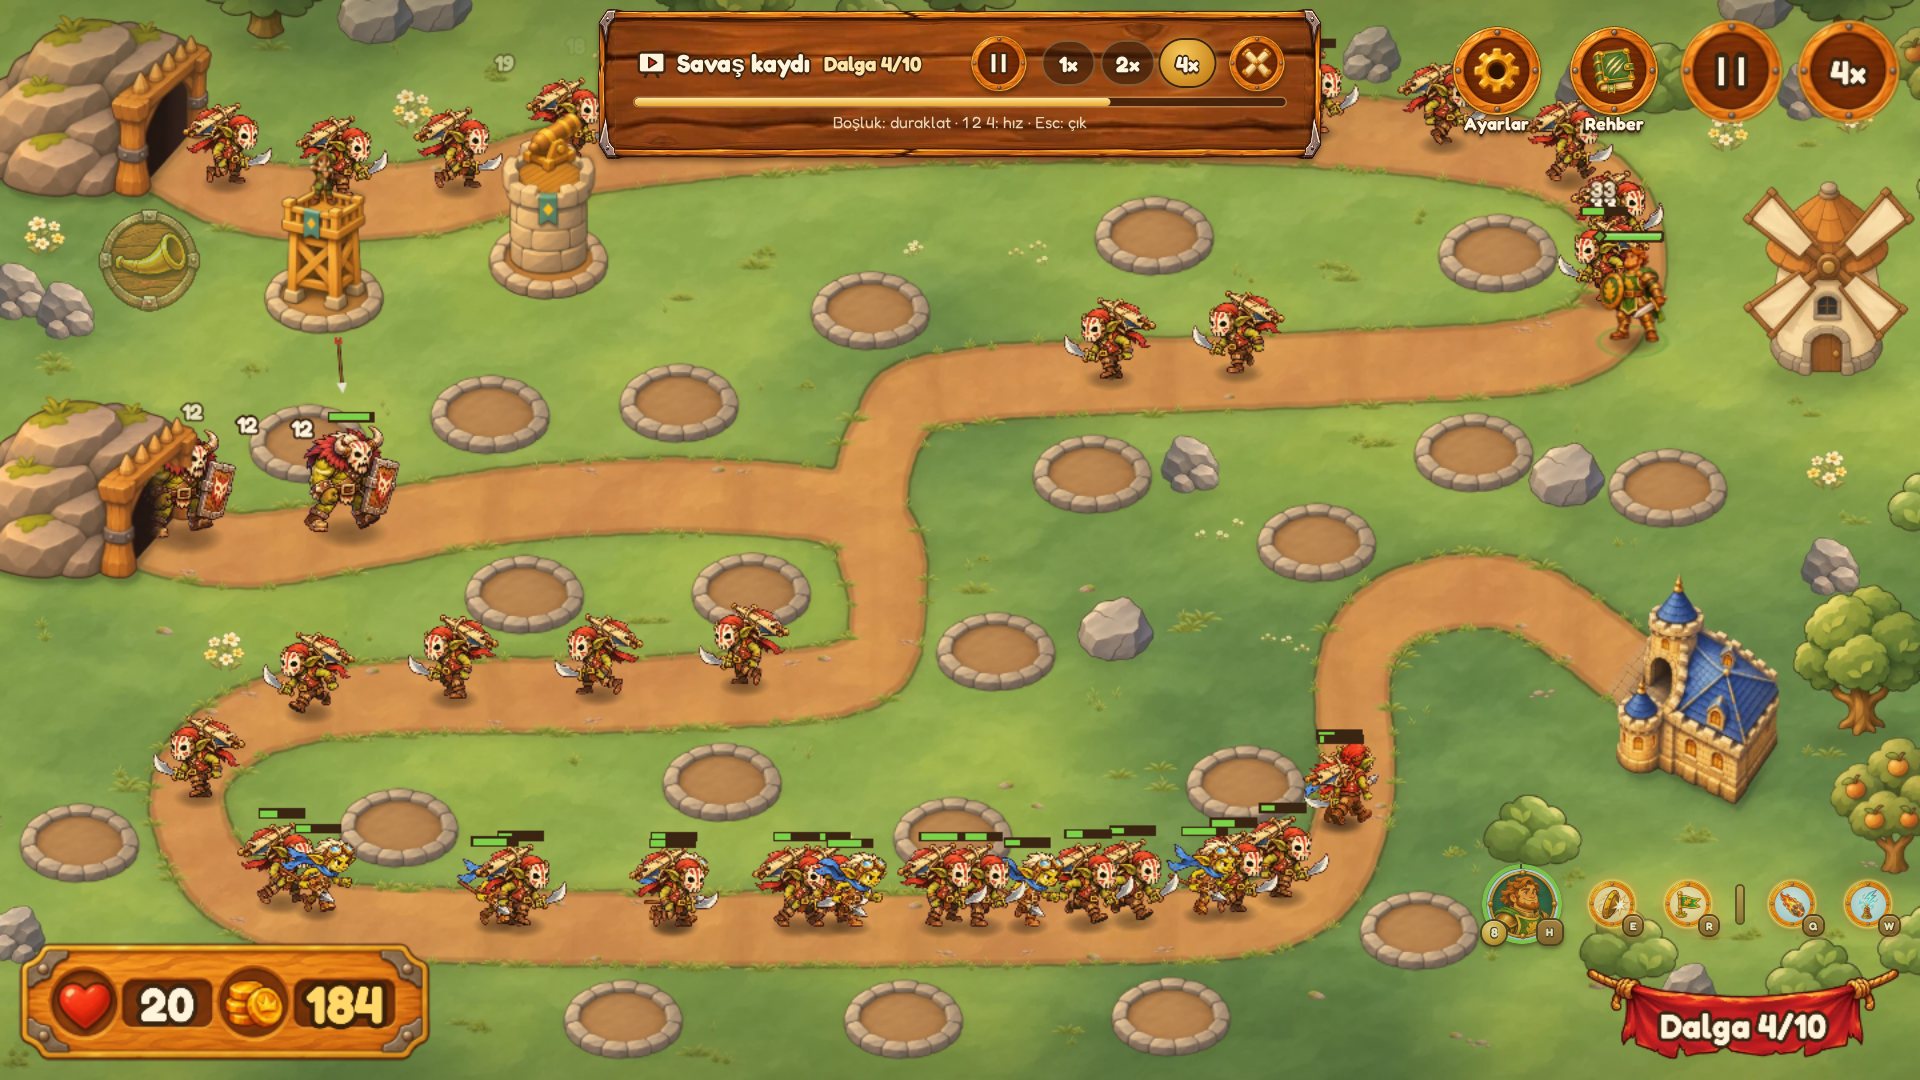 Savaş kaydı Dalga 4/10
1x 2x 4x
Boşluk: duraklat · 1 2 4: hız · Esc: çık
4x
Ayarlar
Rehber
18
19
33
12
12
12
8
H
E
R
Q
W
20
184
Dalga 4/10